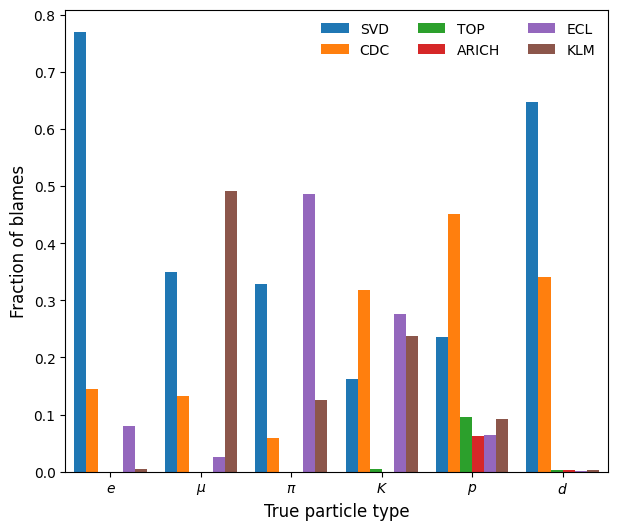 0.8
0.7
0.6
0.5
0.4
0.3
0.2
0.1
0.0
Fraction of blames
SVD TOP ECL
CDC ARICH KLM
e μ π K p d
True particle type